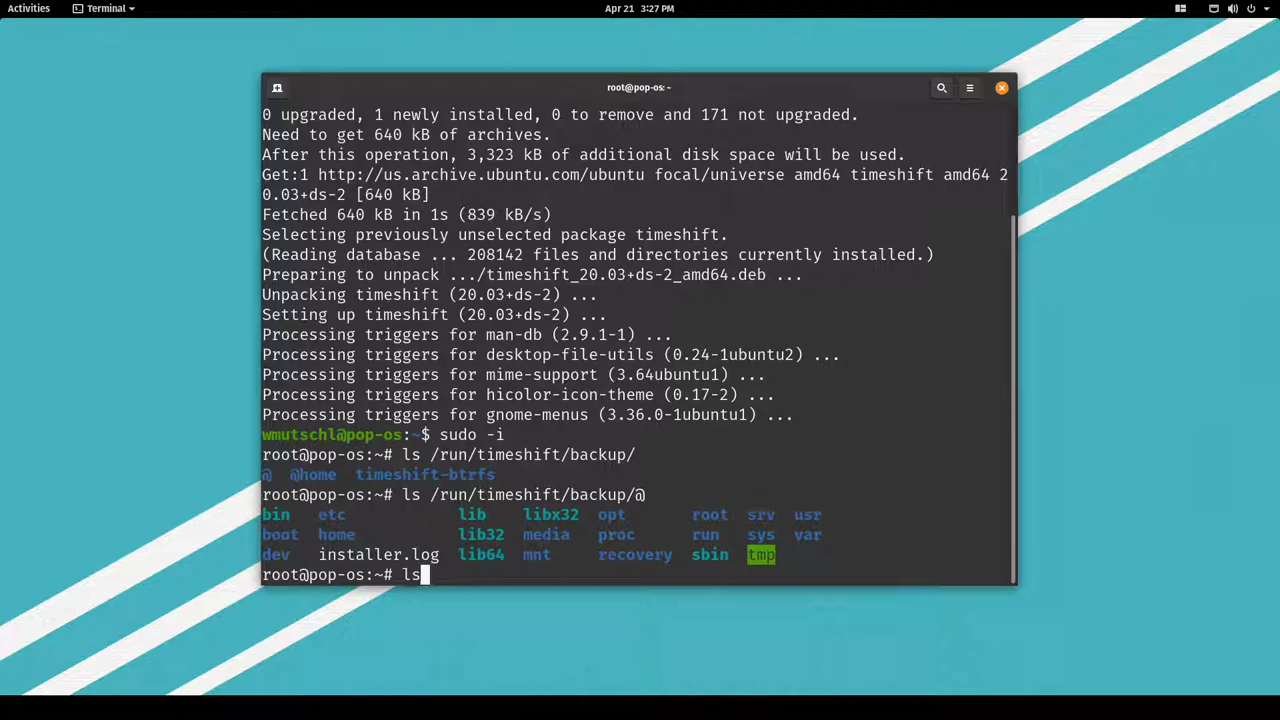 Activities Terminal Apr 21 3:27 PM
root@pop-os: ~
0 upgraded, 1 newly installed, 0 to remove and 171 not upgraded.
Need to get 640 kB of archives.
After this operation, 3,323 kB of additional disk space will be used.
Get:1 http://us.archive.ubuntu.com/ubuntu focal/universe amd64 timeshift amd64 2
0.03+ds-2 [640 kB]
Fetched 640 kB in 1s (839 kB/s)
Selecting previously unselected package timeshift.
(Reading database ... 208142 files and directories currently installed.)
Preparing to unpack .../timeshift_20.03+ds-2_amd64.deb ...
Unpacking timeshift (20.03+ds-2) ...
Setting up timeshift (20.03+ds-2) ...
Processing triggers for man-db (2.9.1-1) ...
Processing triggers for desktop-file-utils (0.24-1ubuntu2) ...
Processing triggers for mime-support (3.64ubuntu1) ...
Processing triggers for hicolor-icon-theme (0.17-2) ...
Processing triggers for gnome-menus (3.36.0-1ubuntu1) ...
wmutschl@pop-os:~$ sudo -i
root@pop-os:~# ls /run/timeshift/backup/
@ @home timeshift-btrfs
root@pop-os:~# ls /run/timeshift/backup/@
bin etc lib libx32 opt root srv usr
boot home lib32 media proc run sys var
dev installer.log lib64 mnt recovery sbin tmp
root@pop-os:~# ls